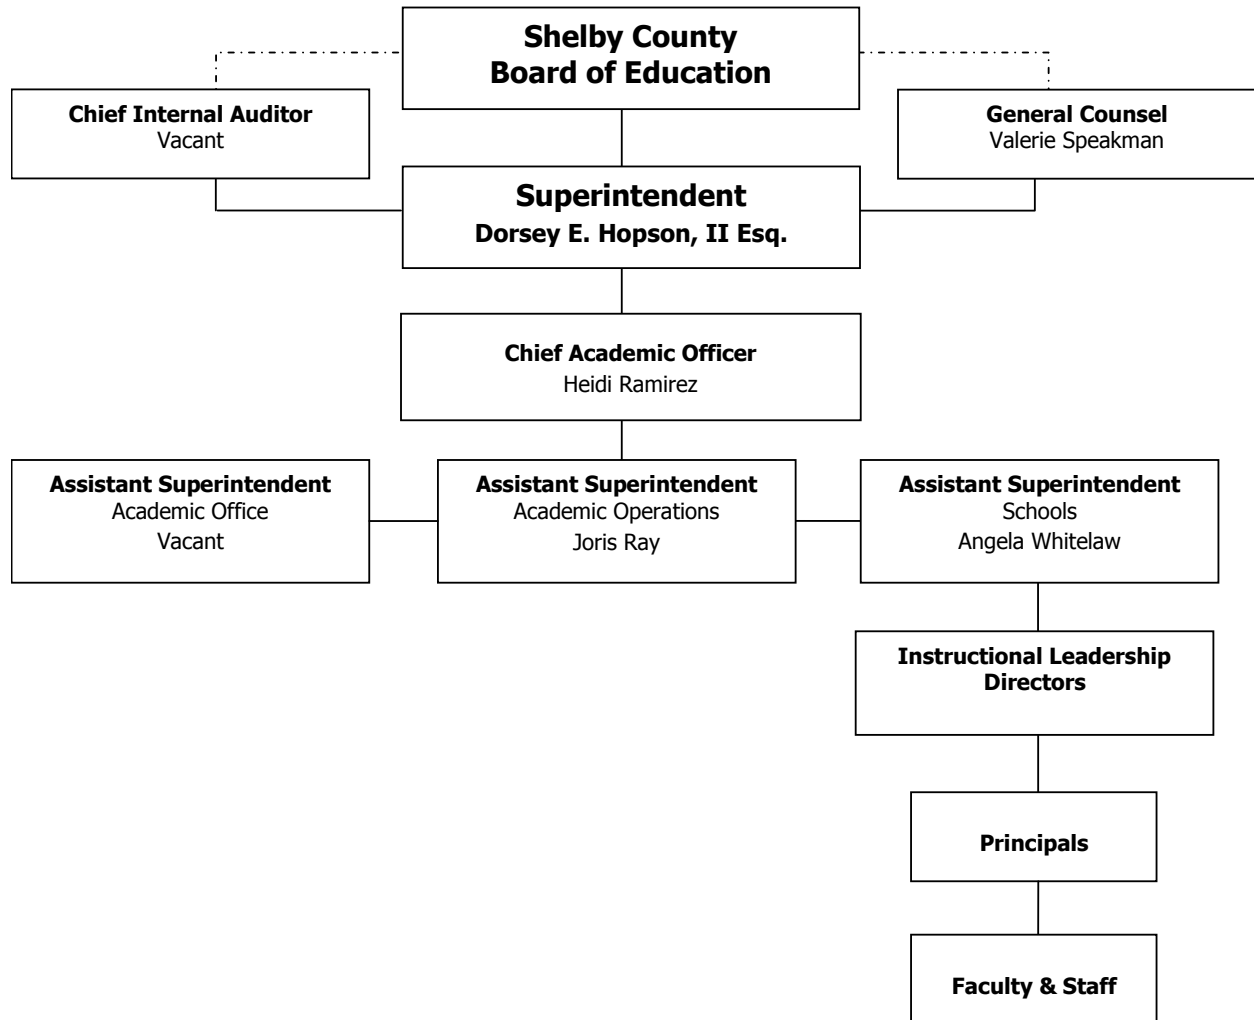 Shelby County
Board of Education
Chief Internal Auditor
Vacant
General Counsel
Valerie Speakman
Superintendent
Dorsey E. Hopson, II Esq.
Chief Academic Officer
Heidi Ramirez
Assistant Superintendent
Academic Office
Vacant
Assistant Superintendent
Academic Operations
Joris Ray
Assistant Superintendent
Schools
Angela Whitelaw
Instructional Leadership
Directors
Principals
Faculty & Staff